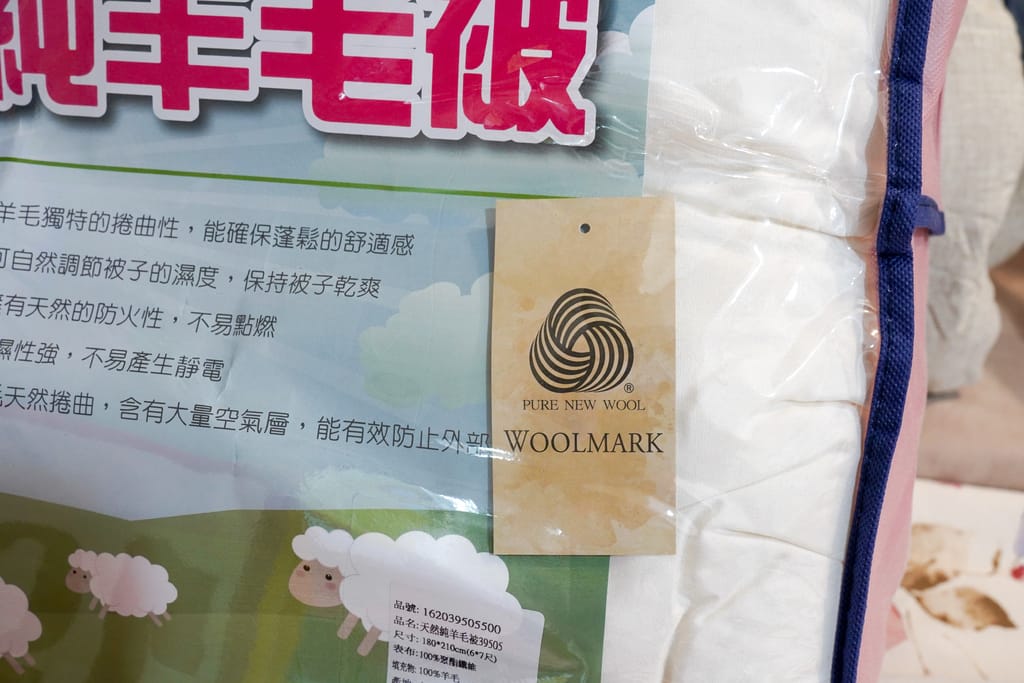 純羊毛被
羊毛獨特的捲曲性，能確保蓬鬆的舒適感
可自然調節被子的濕度，保持被子乾爽
有天然的防火性，不易點燃
濕性強，不易產生靜電
毛天然捲曲，含有大量空氣層，能有效防止外部
®
PURE NEW WOOL
WOOLMARK
品號: 162039505500
品名: 天然純羊毛被39505
尺寸: 180*210cm(6*7尺)
表布: 100%聚酯纖維
填充物: 100%羊毛